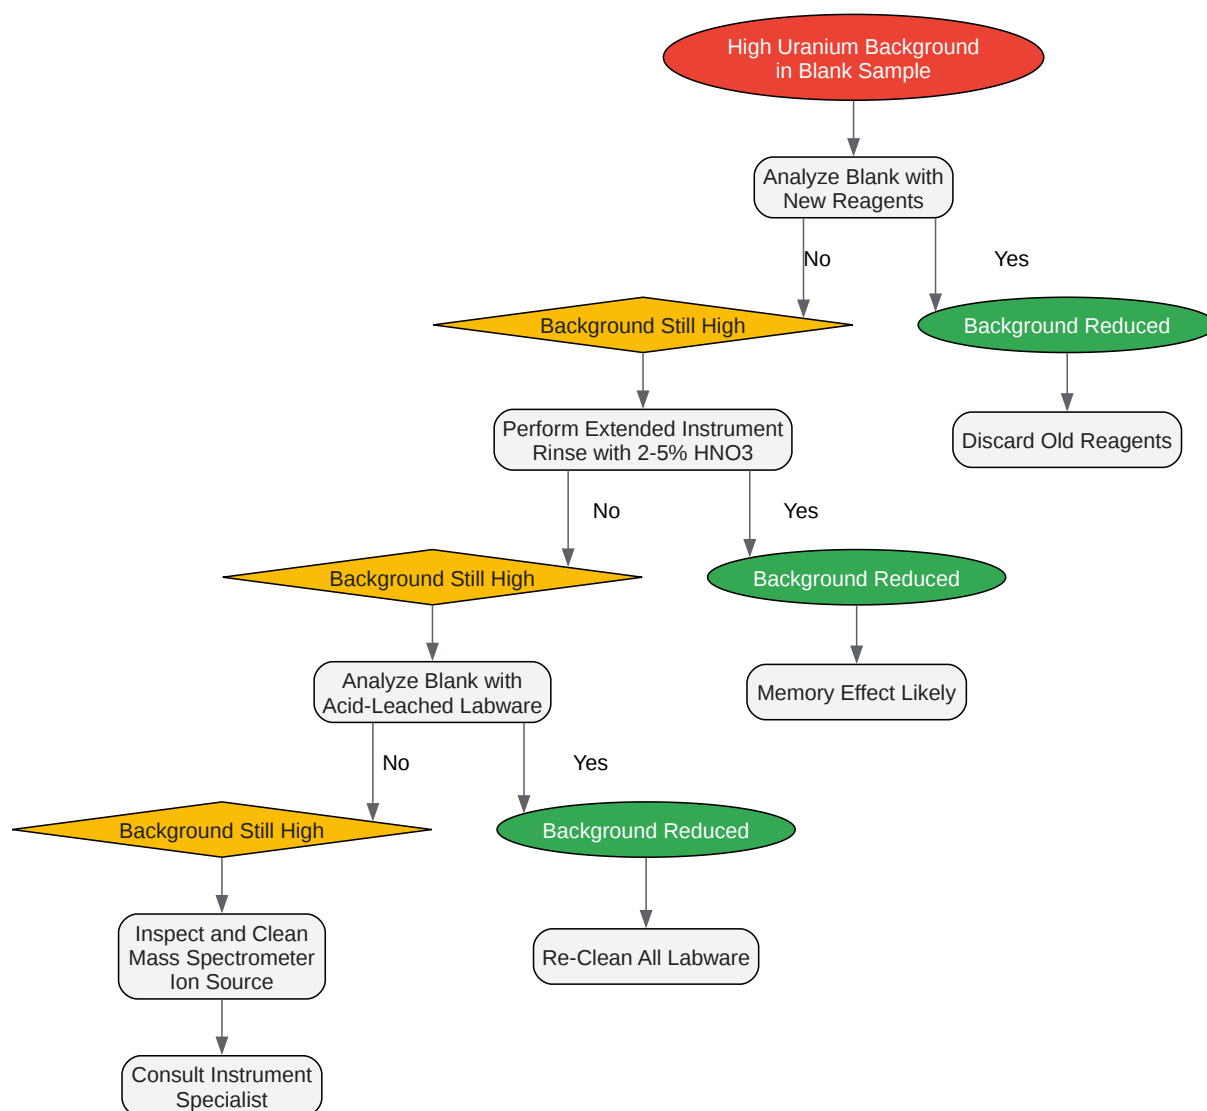 High Uranium Background
in Blank Sample
Analyze Blank with
New Reagents
No
Yes
Background Still High
Background Reduced
Perform Extended Instrument
Rinse with 2-5% HNO3
Discard Old Reagents
No
Yes
Background Still High
Background Reduced
Analyze Blank with
Acid-Leached Labware
Memory Effect Likely
No
Yes
Background Still High
Background Reduced
Inspect and Clean
Mass Spectrometer
Ion Source
Re-Clean All Labware
Consult Instrument
Specialist